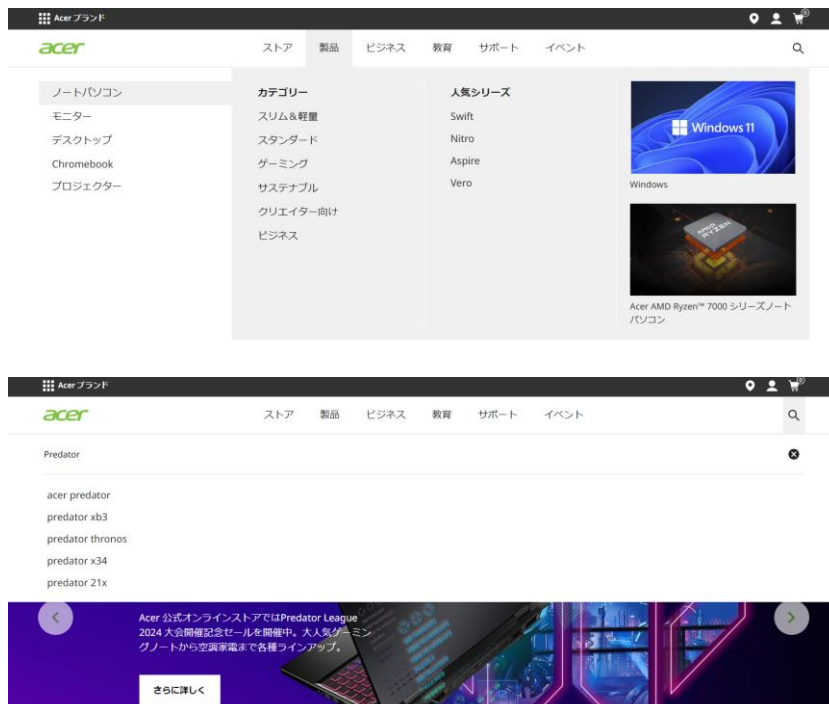 Acer ブランド
0
acer
ストア 製品 ビジネス 教育 サポート イベント
ノートパソコン
モニター
デスクトップ
Chromebook
プロジェクター
カテゴリー
スリム＆軽量
スタンダード
ゲーミング
サステナブル
クリエイター向け
ビジネス
人気シリーズ
Swift
Nitro
Aspire
Vero
Windows 11
Windows
AMD
RYZEN
Acer AMD Ryzen™ 7000 シリーズノート
パソコン
Acer ブランド
0
acer
ストア 製品 ビジネス 教育 サポート イベント
Predator
acer predator
predator xb3
predator thronos
predator x34
predator 21x
Acer 公式オンラインストアではPredator League
2024 大会開催記念セールを開催中。大人気ゲーミン
グノートから空調家電まで各種ラインアップ。
さらに詳しく